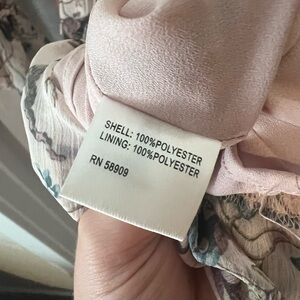 SHELL: 100%POLYESTER
LINING: 100%POLYESTER
RN 58909